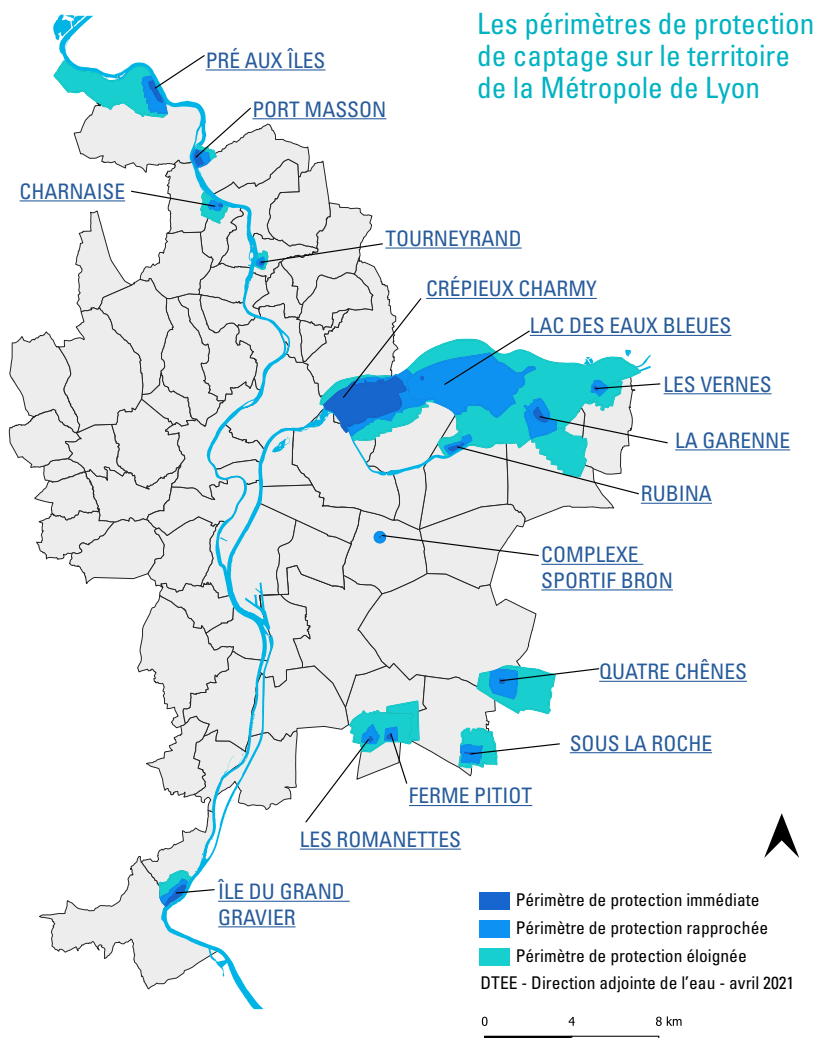 Les périmètres de protection
de captage sur le territoire
de la Métropole de Lyon
PRÉ AUX ÎLES
PORT MASSON
CHARNAISE
TOURNEYRAND
CRÉPIEUX CHARMY
LAC DES EAUX BLEUES
LES VERNES
LA GARENNE
RUBINA
COMPLEXE
SPORTIF BRON
QUATRE CHÊNES
SOUS LA ROCHE
FERME PITIOT
LES ROMANETTES
ÎLE DU GRAND
GRAVIER
Périmètre de protection immédiate
Périmètre de protection rapprochée
Périmètre de protection éloignée
DTEE - Direction adjointe de l'eau - avril 2021
0 4 8 km